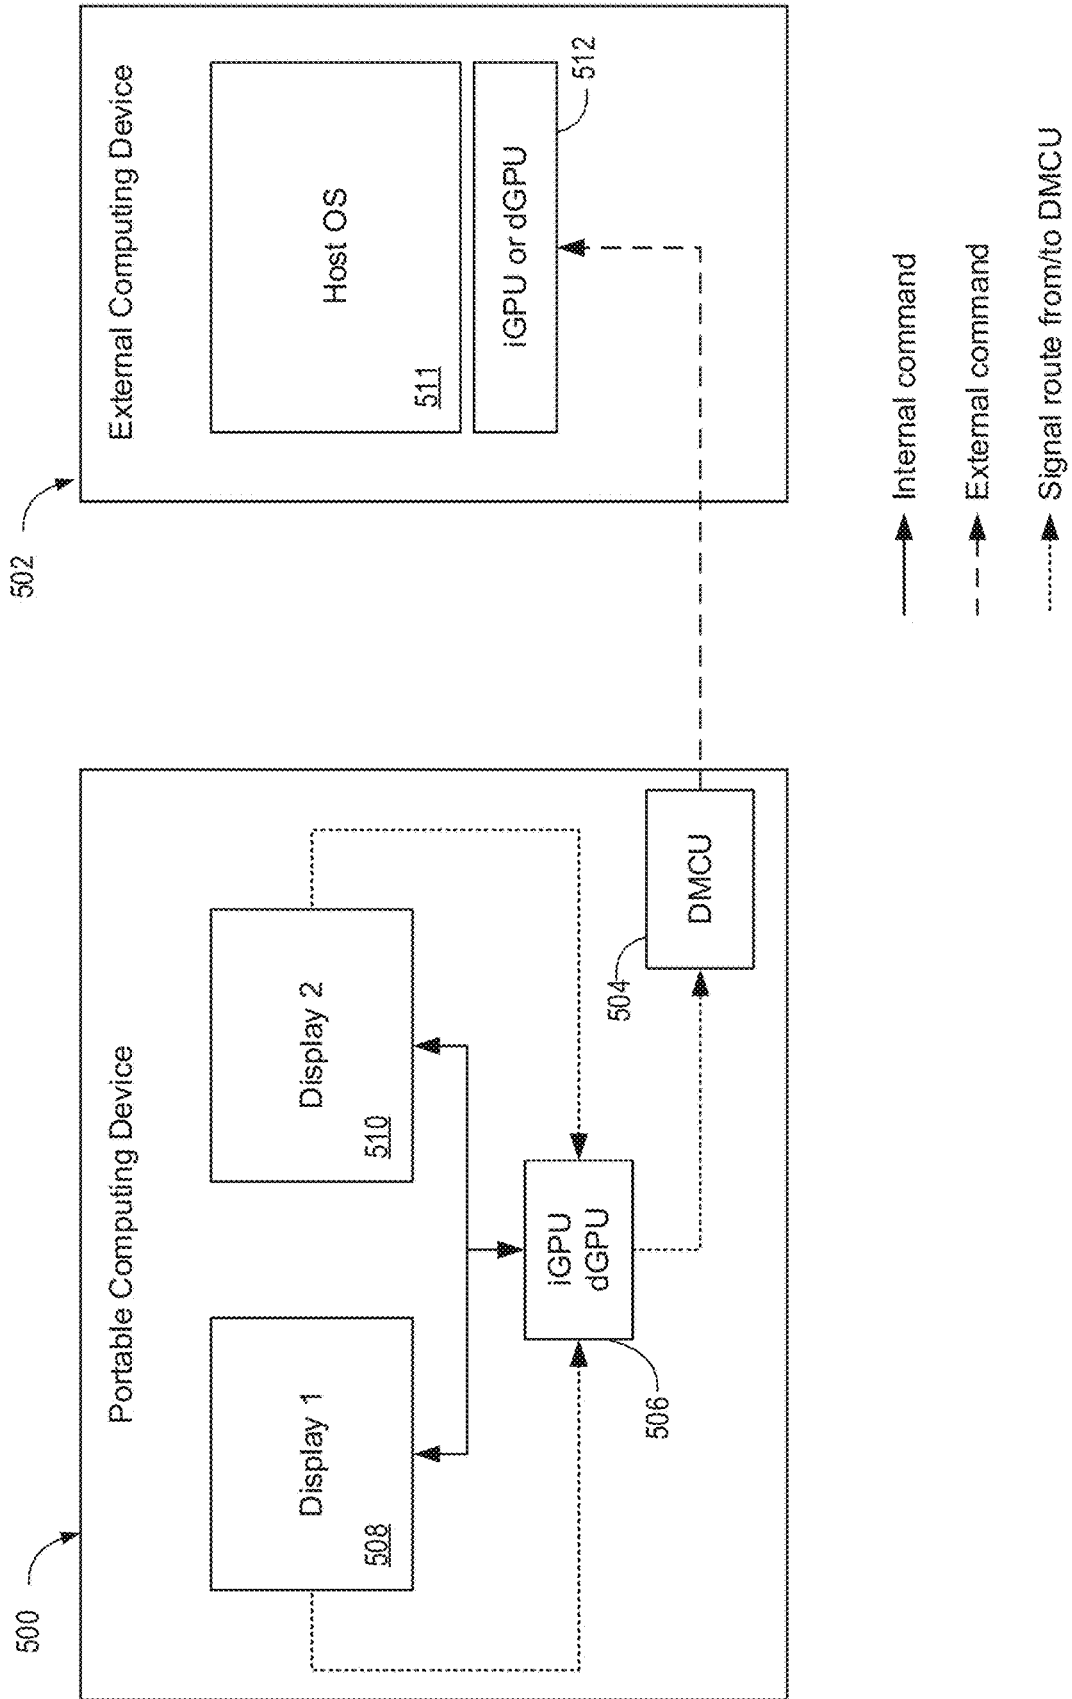 500
Portable Computing Device
Display 1
508
Display 2
510
iGPU
dGPU
506
DMCU
504
502
External Computing Device
Host OS
511
iGPU or dGPU
512
Internal command
External command
Signal route from/to DMCU